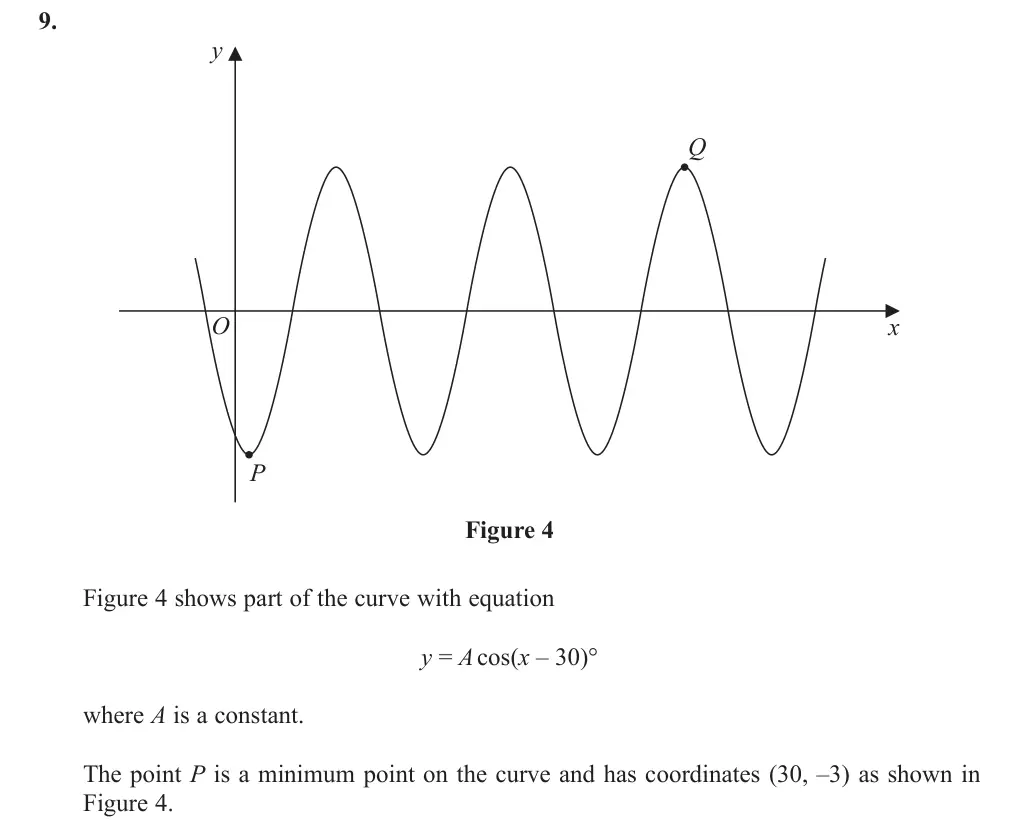 9.
y
Q
O
x
P
Figure 4
Figure 4 shows part of the curve with equation
y = A cos(x – 30)°
where A is a constant.
The point P is a minimum point on the curve and has coordinates (30, –3) as shown in
Figure 4.